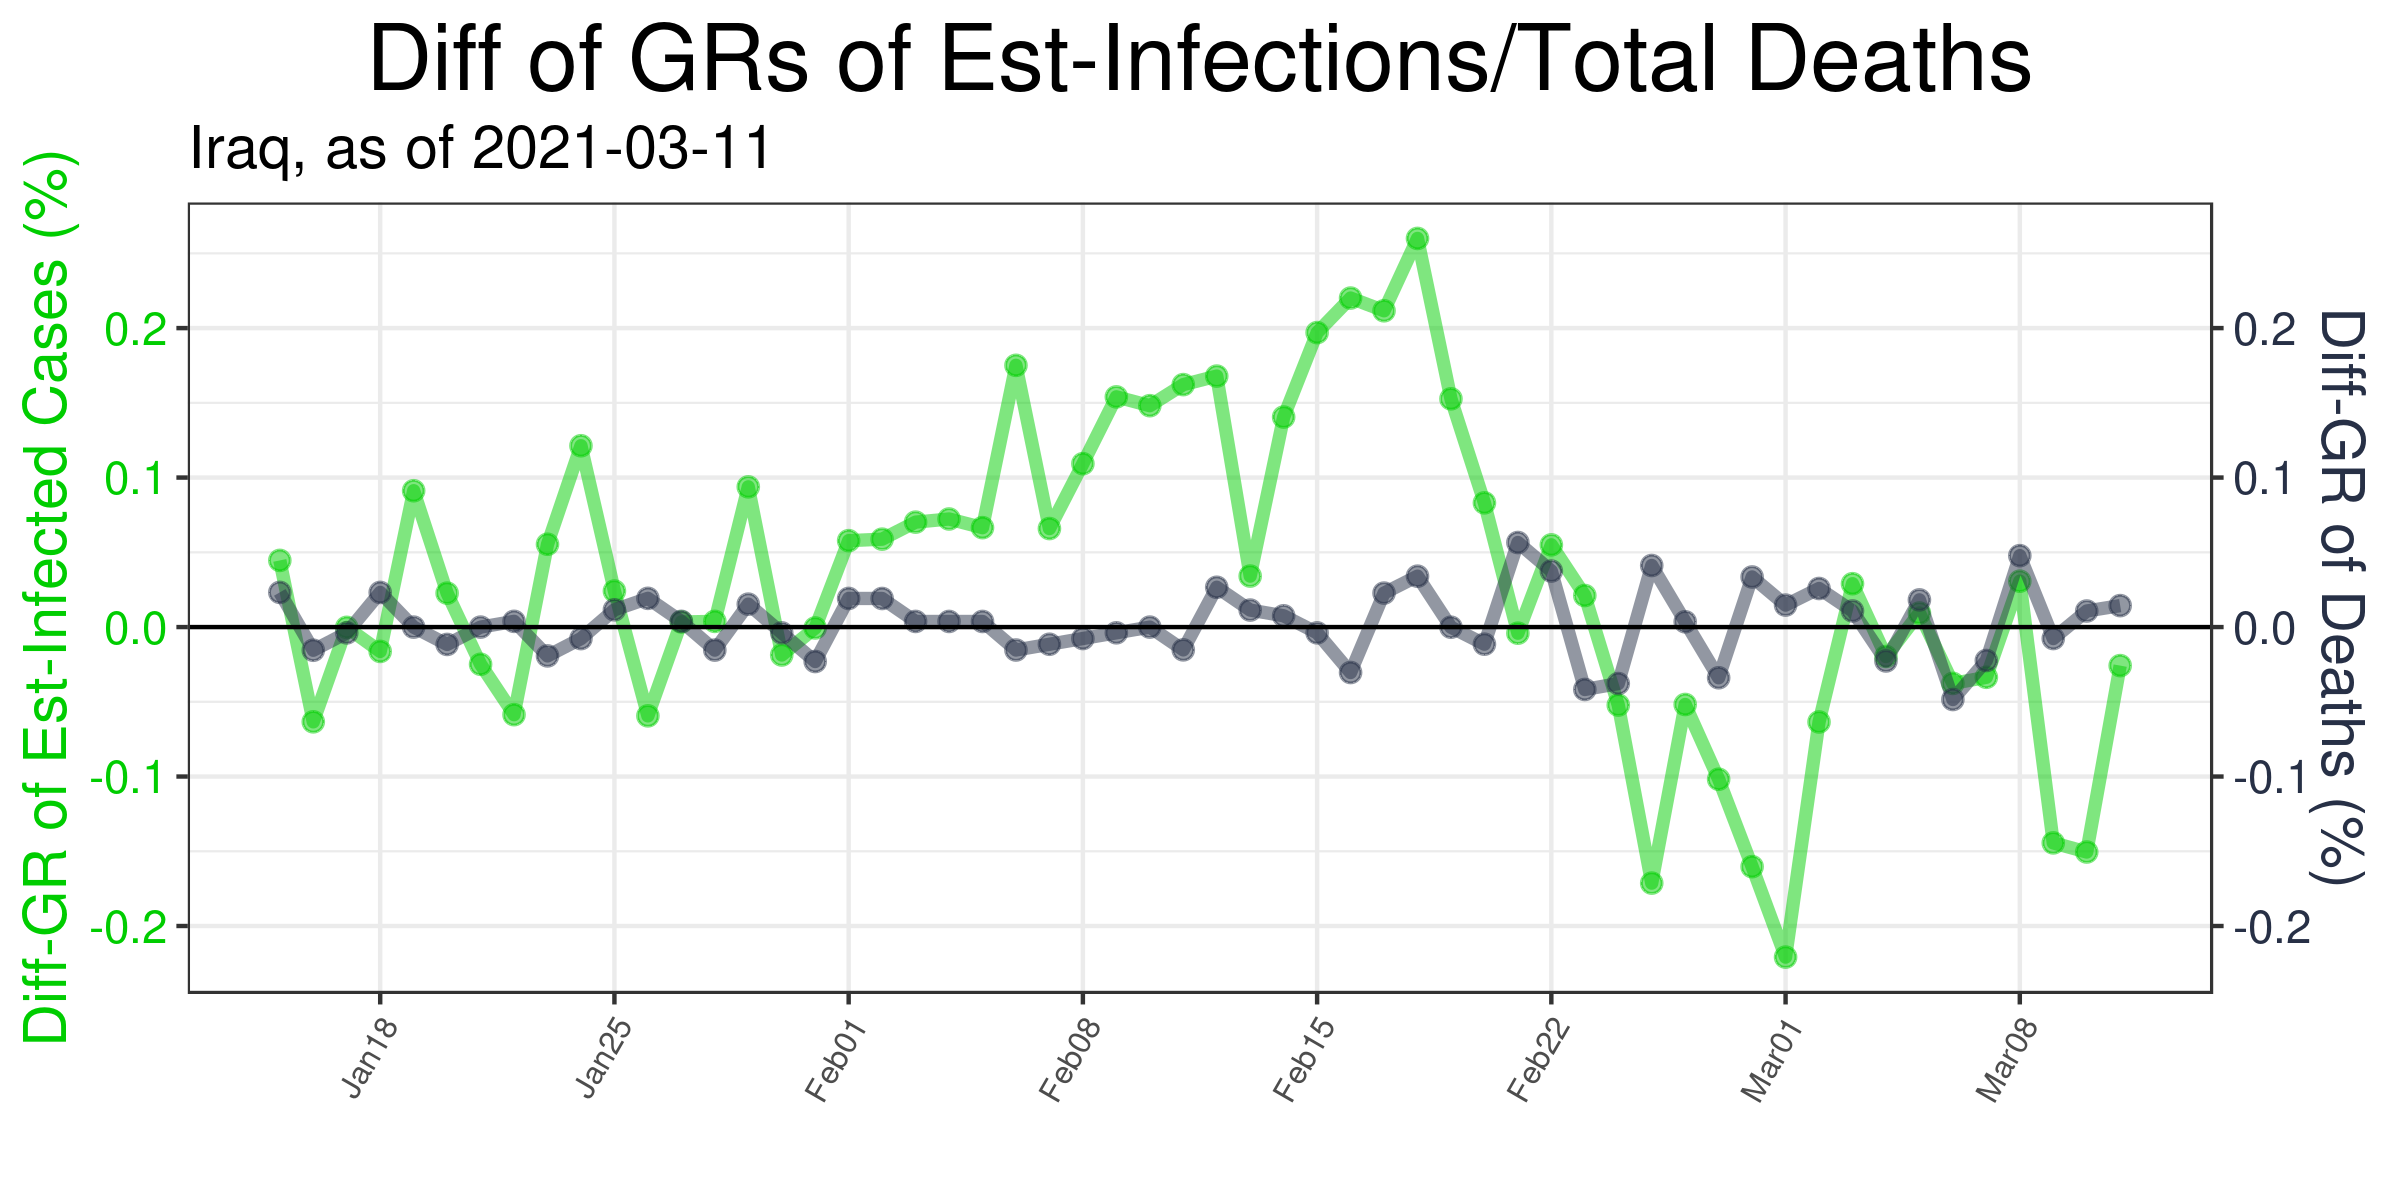 Diff of GRs of Est-Infections/Total Deaths
Iraq, as of 2021-03-11
Diff-GR of Est-Infected Cases (%)
0.2
0.1
0.0
-0.1
-0.2
0.2
0.1
0.0
-0.1
-0.2
Diff-GR of Deaths (%)
Jan18
Jan25
Feb01
Feb08
Feb15
Feb22
Mar01
Mar08